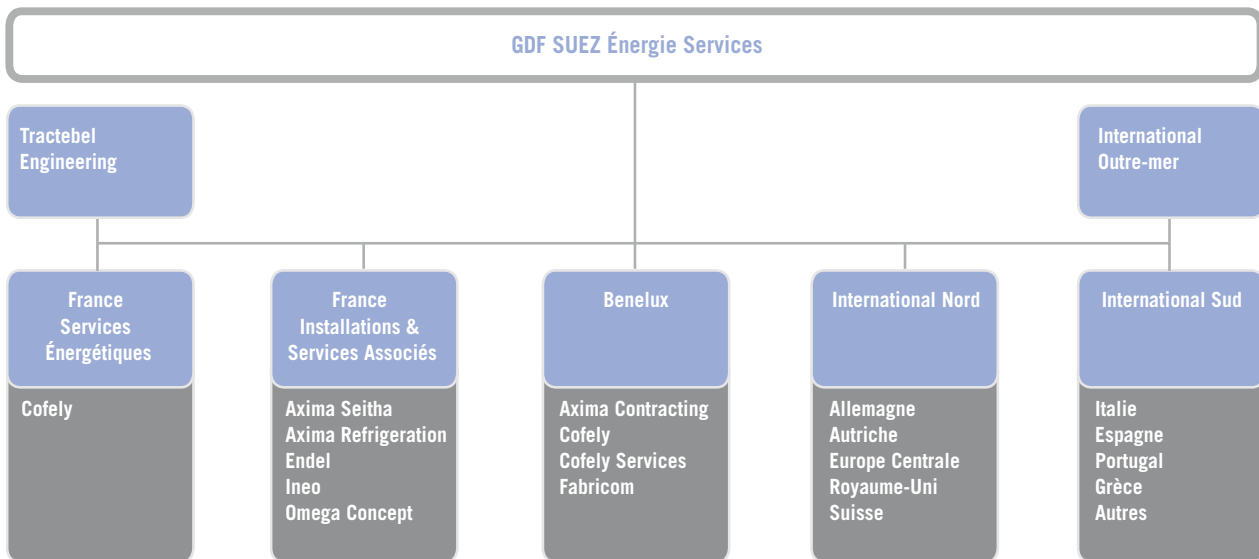 GDF SUEZ Énergie Services
Tractebel
Engineering
International
Outre-mer
France
Services
Énergétiques
France
Installations &
Services Associés
Benelux
International Nord
International Sud
Cofely
Axima Seitha
Axima Refrigeration
Endel
Ineo
Omega Concept
Axima Contracting
Cofely
Cofely Services
Fabricom
Allemagne
Autriche
Europe Centrale
Royaume-Uni
Suisse
Italie
Espagne
Portugal
Grèce
Autres